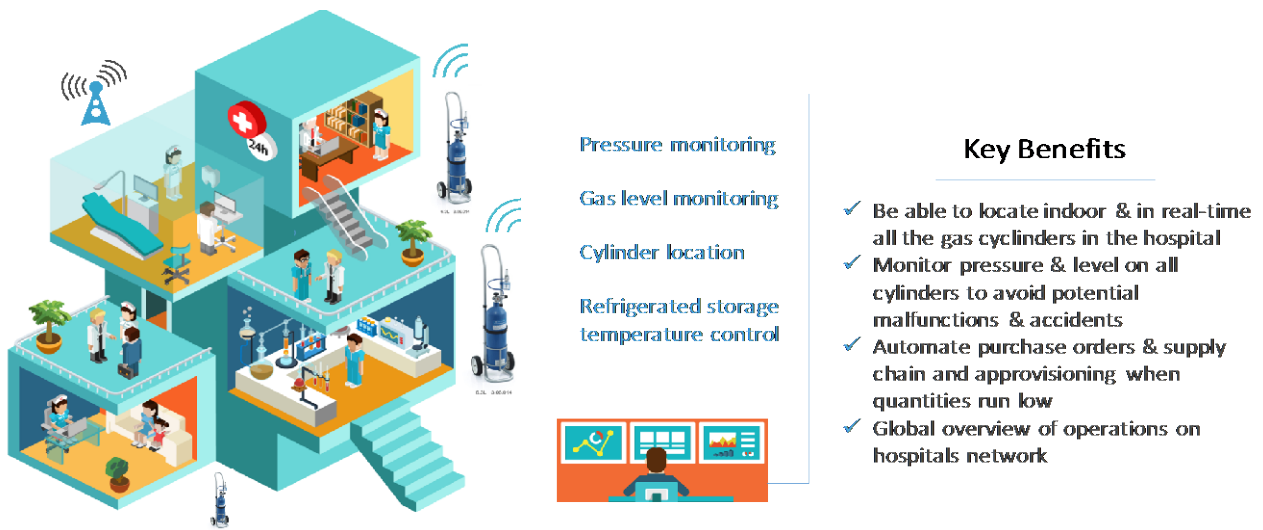 24h
Pressure monitoring
Gas level monitoring
Cylinder location
Refrigerated storage
temperature control
Key Benefits
✓ Be able to locate indoor & in real-time
all the gas cyclinders in the hospital
✓ Monitor pressure & level on all
cylinders to avoid potential
malfunctions & accidents
✓ Automate purchase orders & supply
chain and approvisioning when
quantities run low
✓ Global overview of operations on
hospitals network